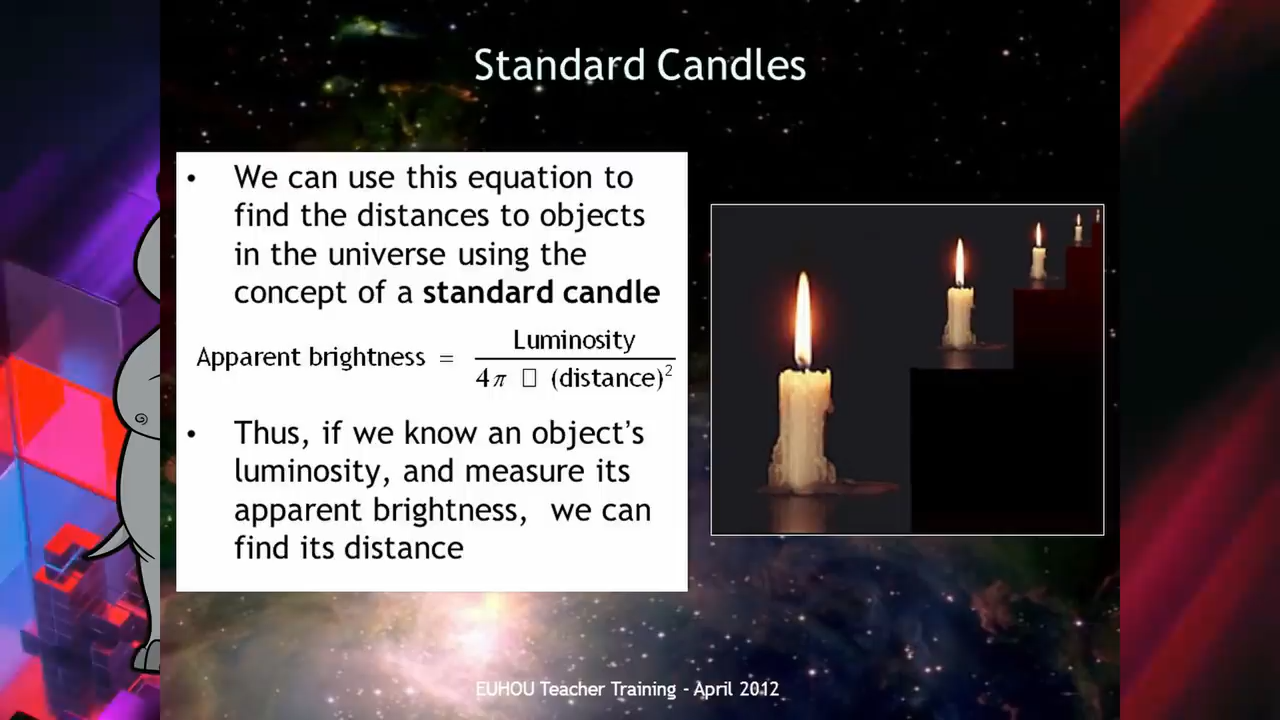 Standard Candles
• We can use this equation to
find the distances to objects
in the universe using the
concept of a standard candle
Apparent brightness = Luminosity
4π □ (distance)²
• Thus, if we know an object's
luminosity, and measure its
apparent brightness, we can
find its distance
EUHOU Teacher Training - April 2012